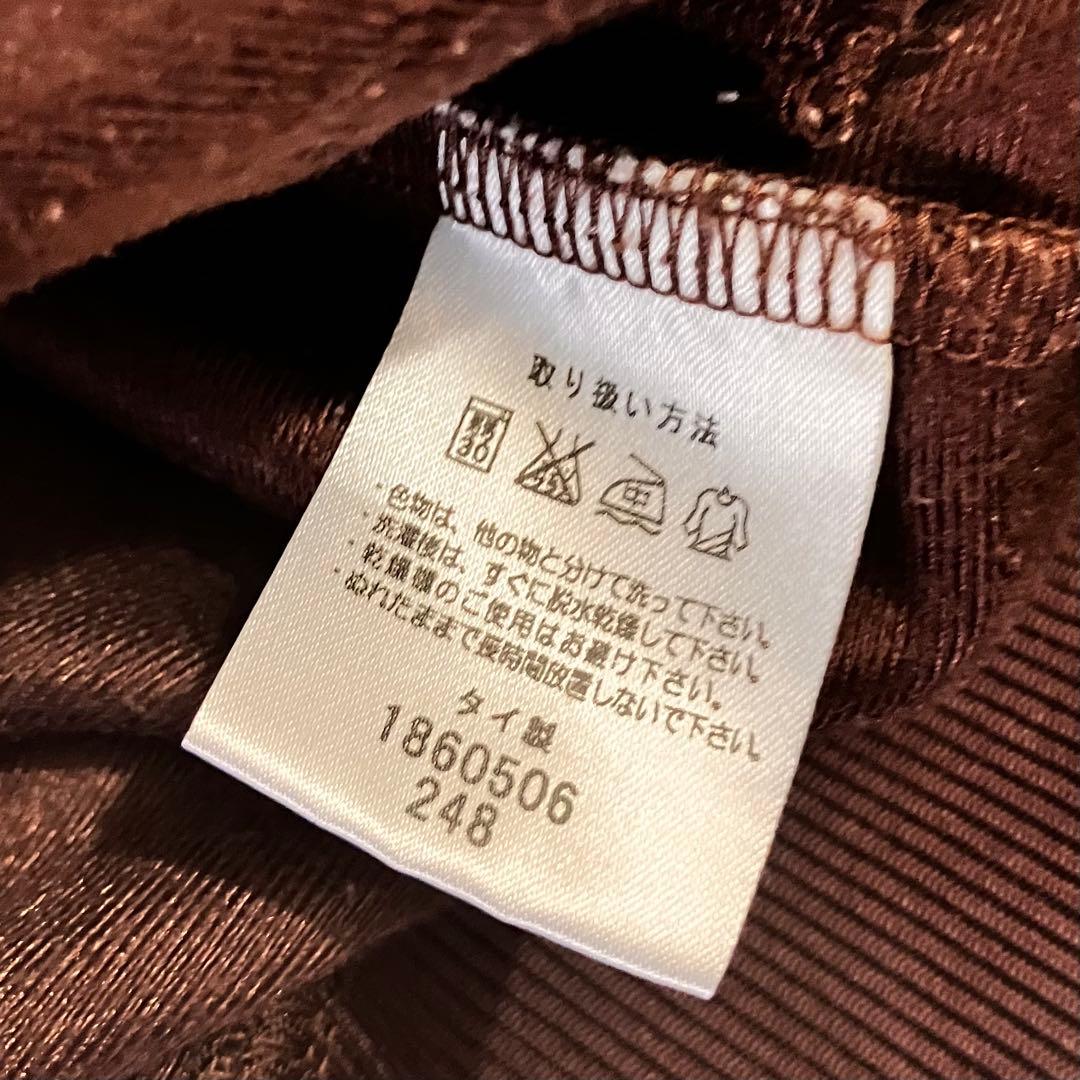 取り扱い方法
30
中
・色物は、他の物と分けて洗って下さい。
・洗濯後は、すぐに脱水乾燥して下さい。
・乾燥機のご使用はお避け下さい。
・ぬれたままで長時間放置しないで下さい。
タイ製
1860506
248